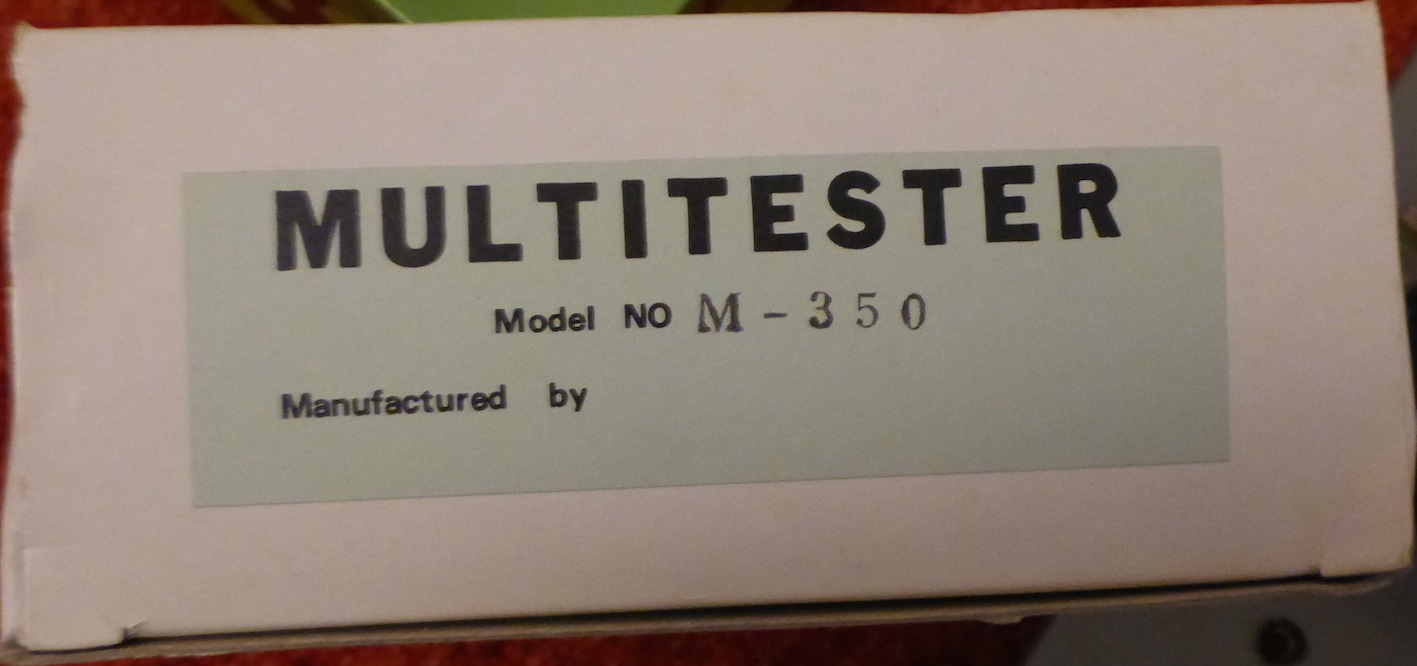 MULTITESTER
Model NO M-350
Manufactured by